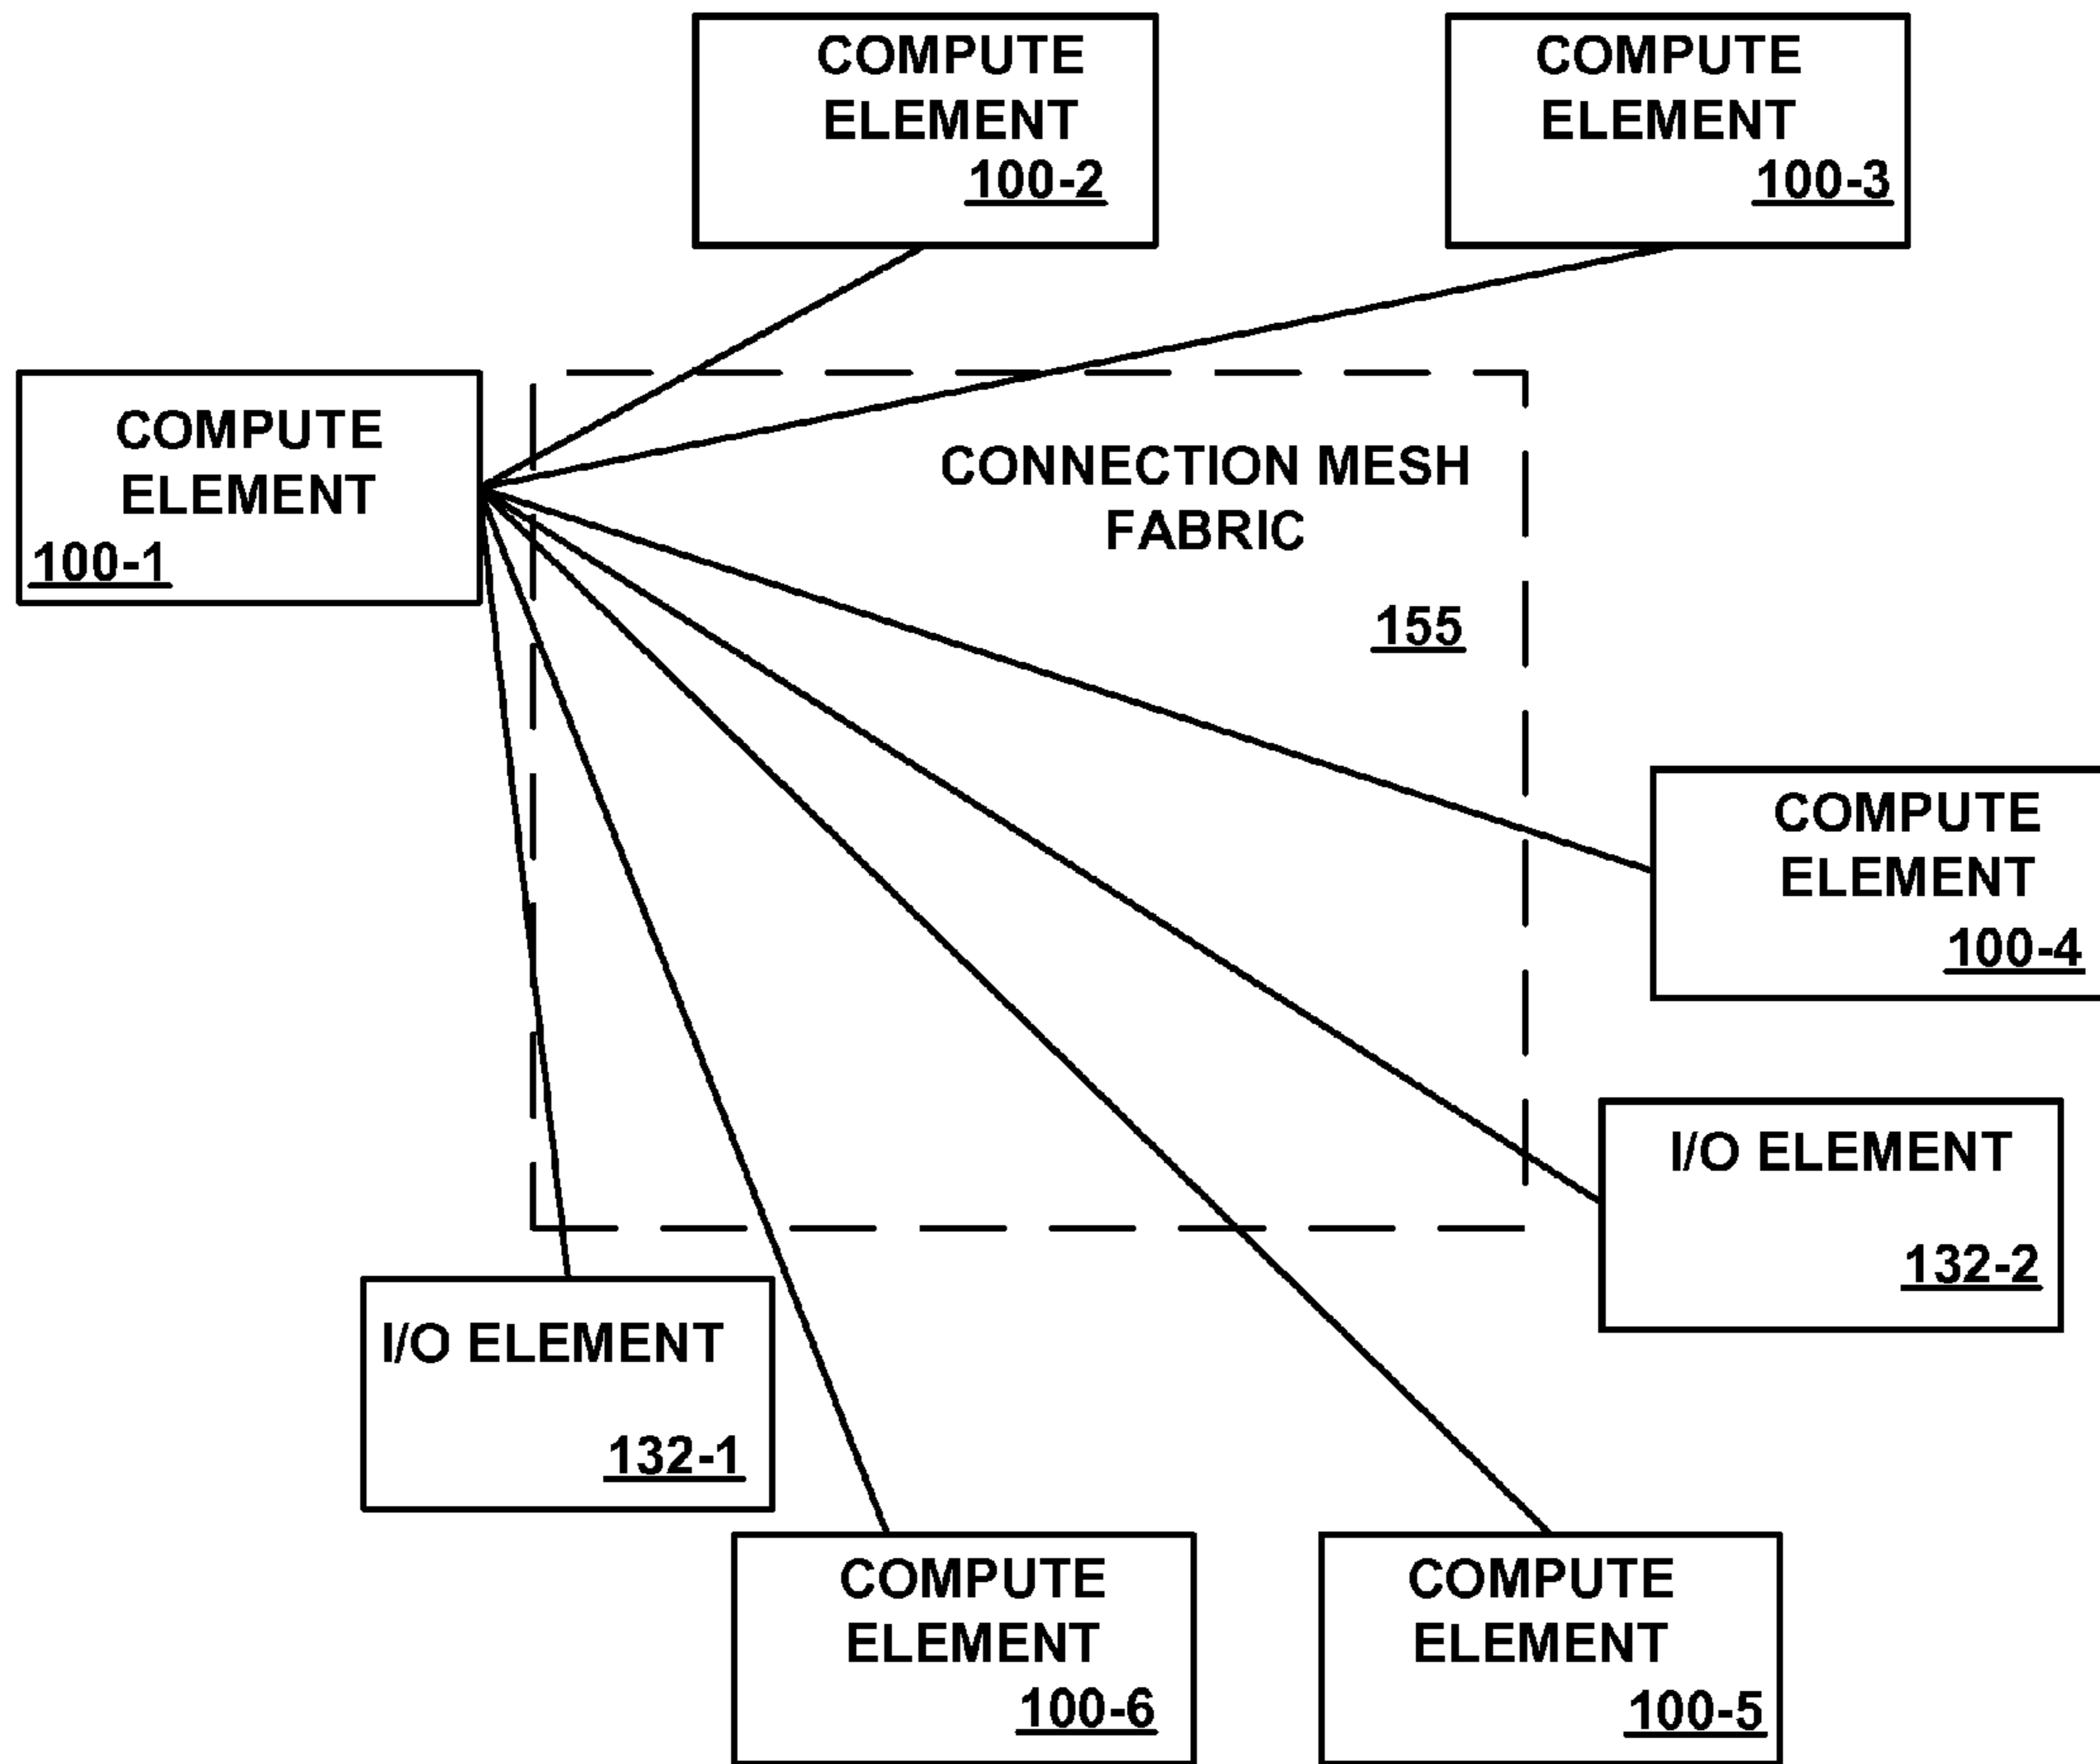 COMPUTE
ELEMENT
100-2
COMPUTE
ELEMENT
100-3
COMPUTE
ELEMENT
100-1
CONNECTION MESH
FABRIC
155
COMPUTE
ELEMENT
100-4
I/O ELEMENT
132-2
I/O ELEMENT
132-1
COMPUTE
ELEMENT
100-6
COMPUTE
ELEMENT
100-5